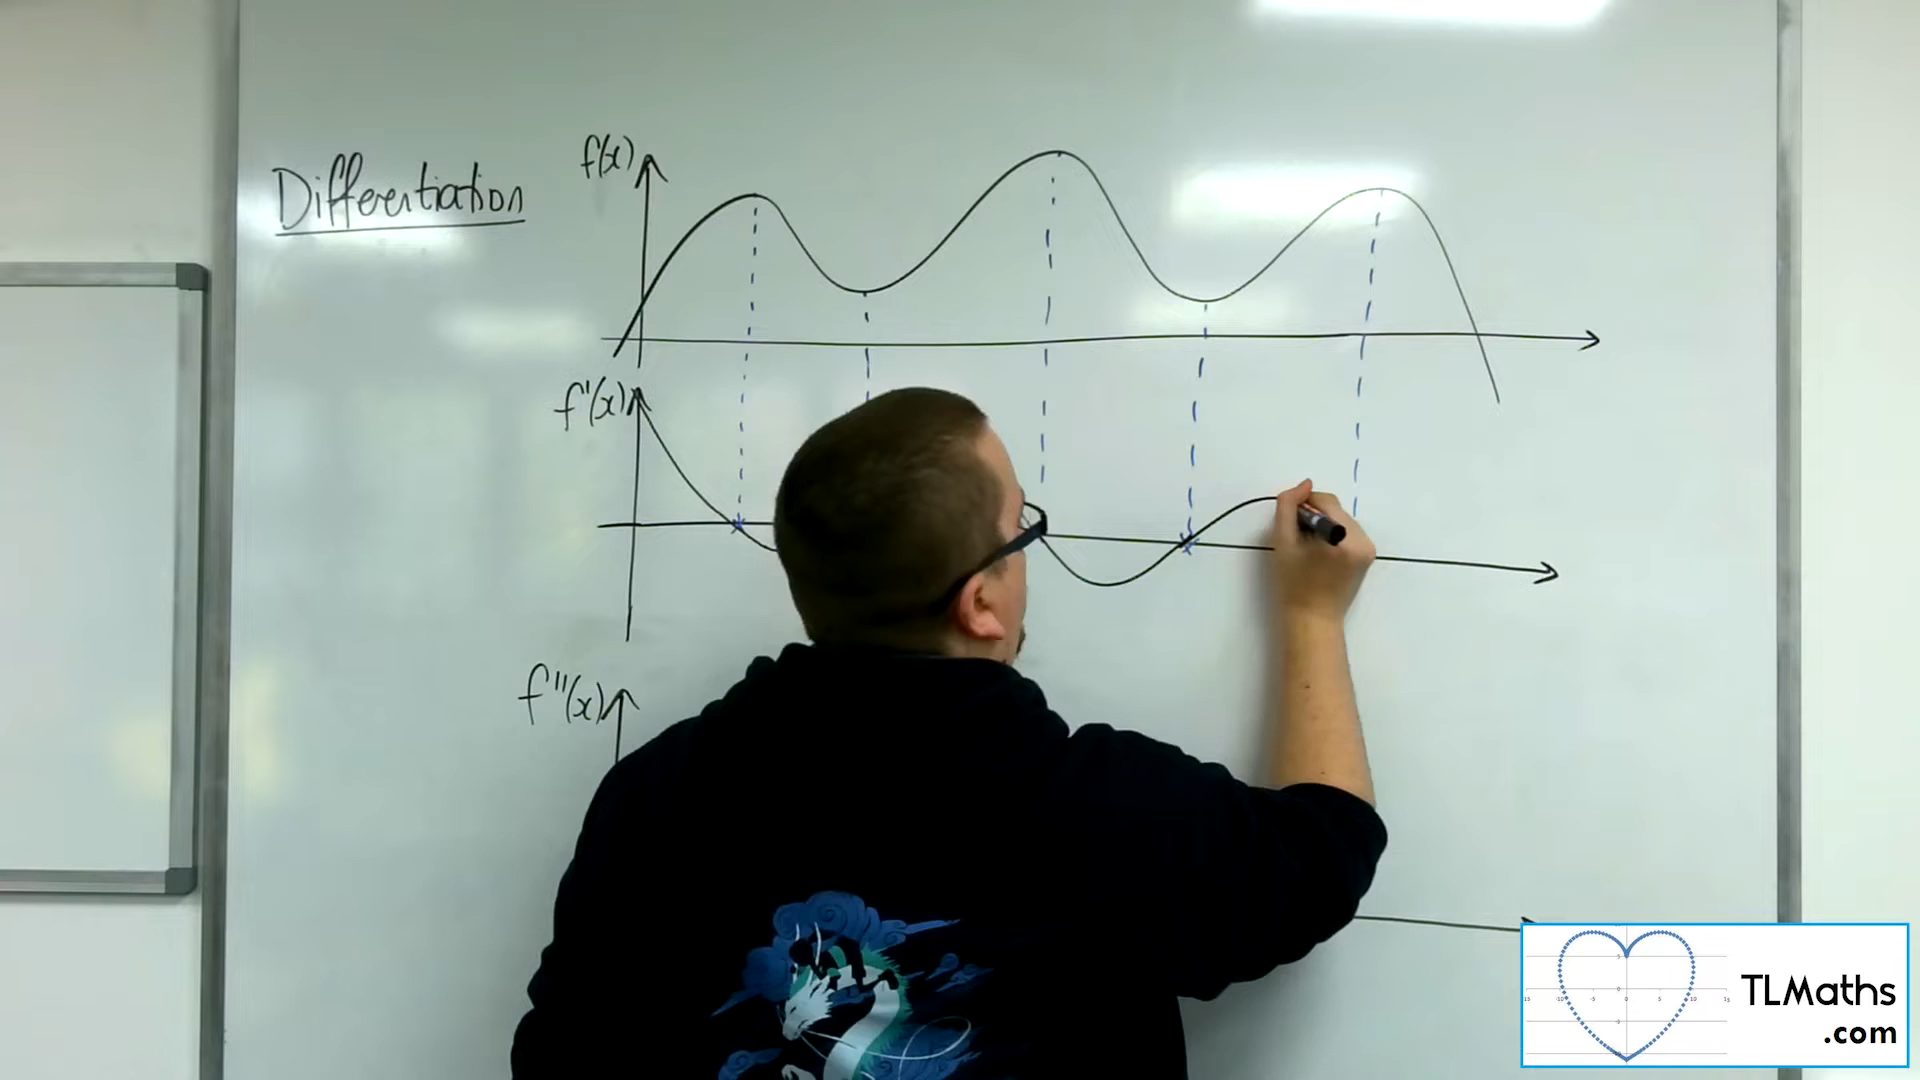 Differentiation
f(x)
f'(x)
f''(x)
TLMaths
.com